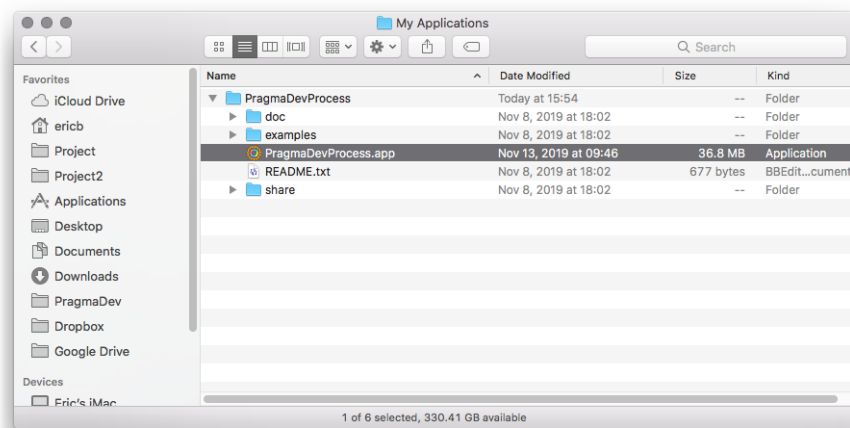 My Applications
Search
Favorites
iCloud Drive
ericb
Project
Project2
Applications
Desktop
Documents
Downloads
PragmaDev
Dropbox
Google Drive
Devices
Eric's iMac
Name Date Modified Size Kind
PragmaDevProcess Today at 15:54 -- Folder
doc Nov 8, 2019 at 18:02 -- Folder
examples Nov 8, 2019 at 18:02 -- Folder
PragmaDevProcess.app Nov 13, 2019 at 09:46 36.8 MB Application
README.txt Nov 8, 2019 at 18:02 677 bytes BBEdit...cument
share Nov 8, 2019 at 18:02 -- Folder
1 of 6 selected, 330.41 GB available